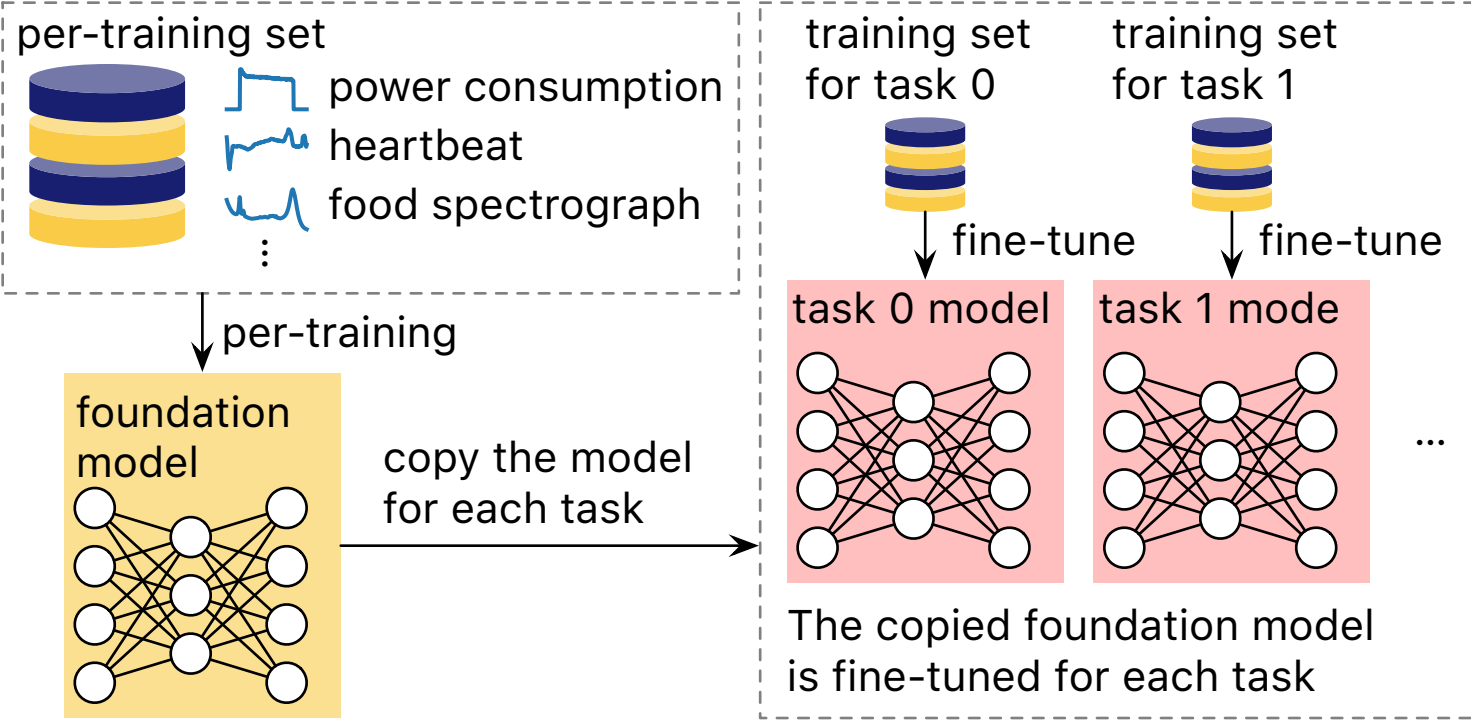 per-training set
power consumption
heartbeat
food spectrograph
⋮
per-training
foundation
model
copy the model
for each task
training set
for task 0
training set
for task 1
fine-tune
fine-tune
task 0 model
task 1 mode
...
The copied foundation model
is fine-tuned for each task